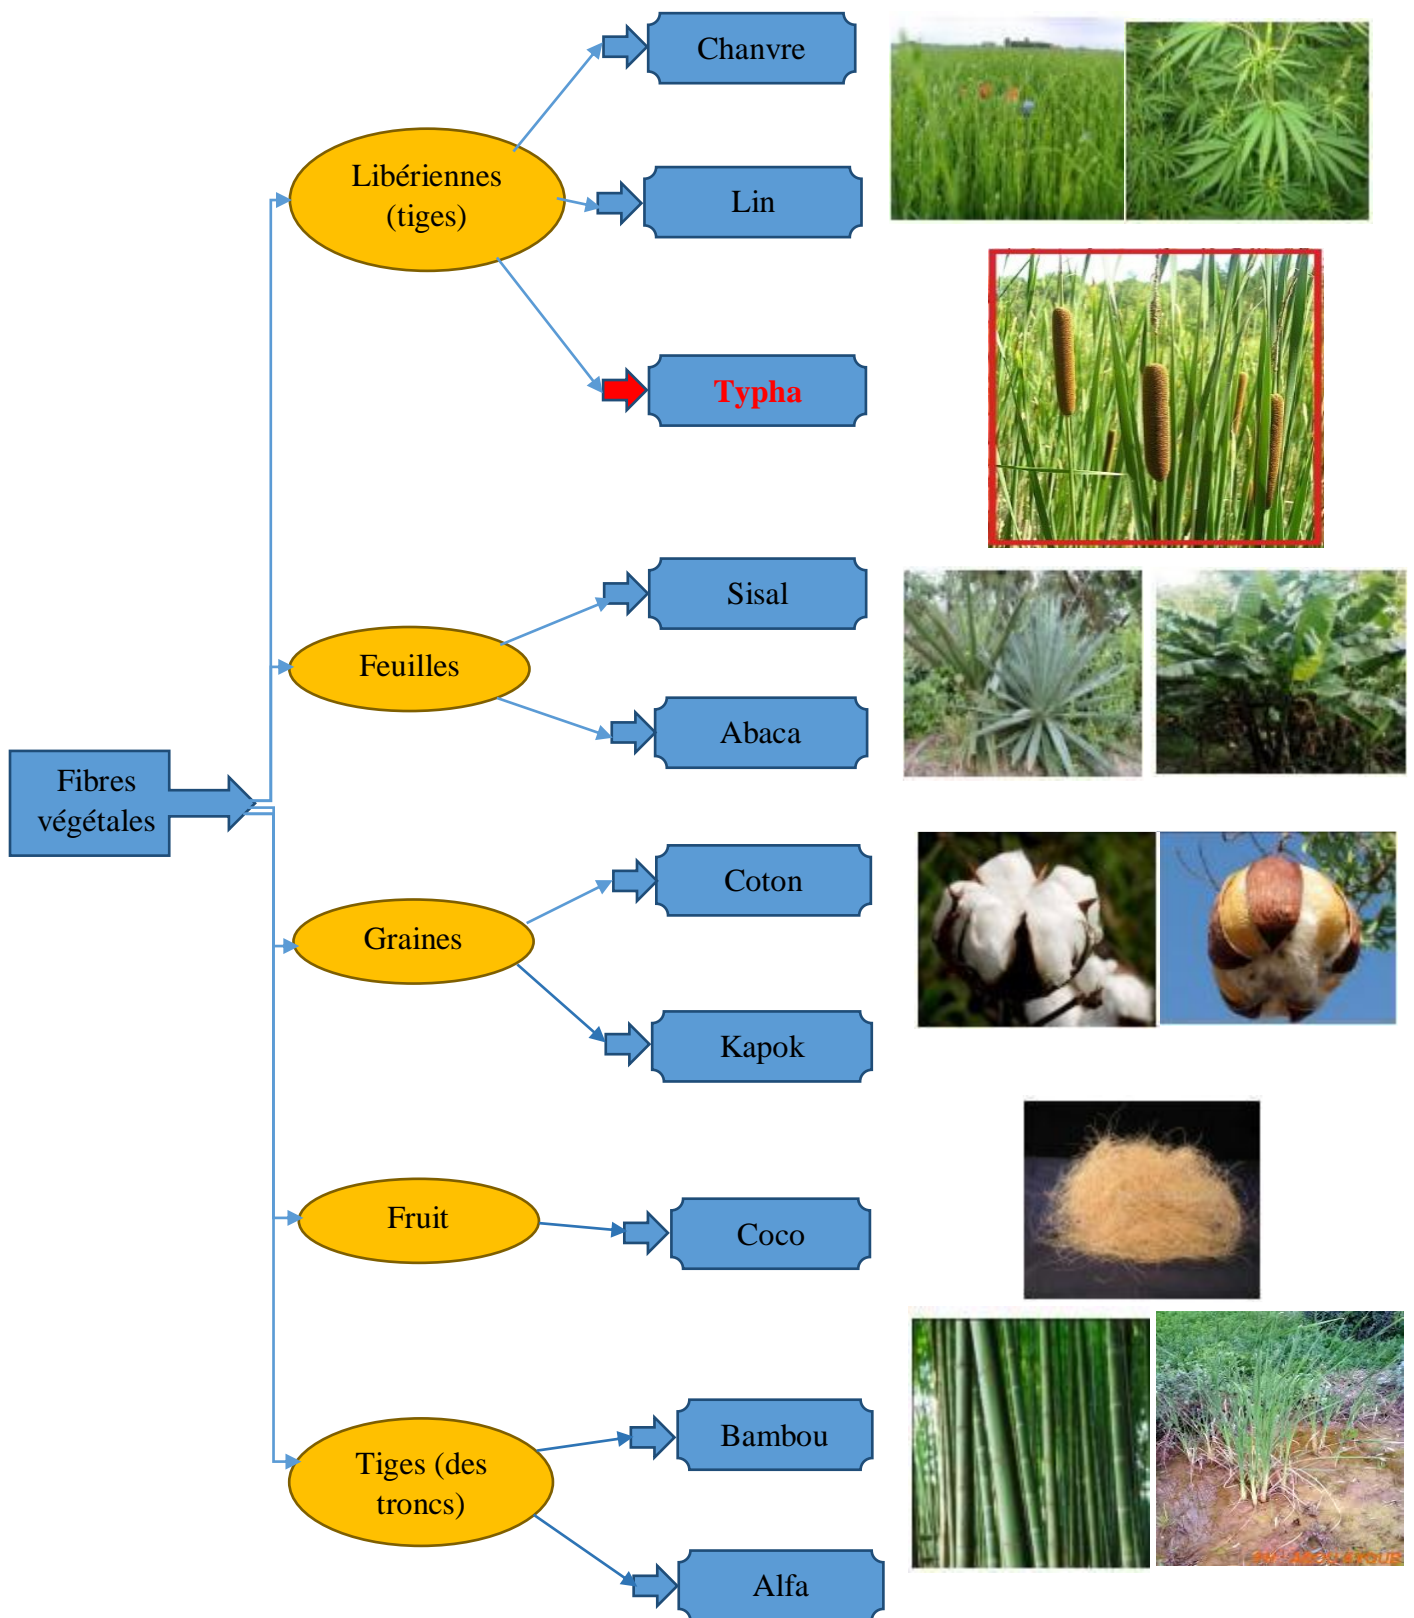 Chanvre
Libériennes
(tiges)
Lin
Typha
Sisal
Feuilles
Abaca
Fibres
végétales
Coton
Graines
Kapok
Fruit
Coco
Bambou
Tiges (des
troncs)
Alfa